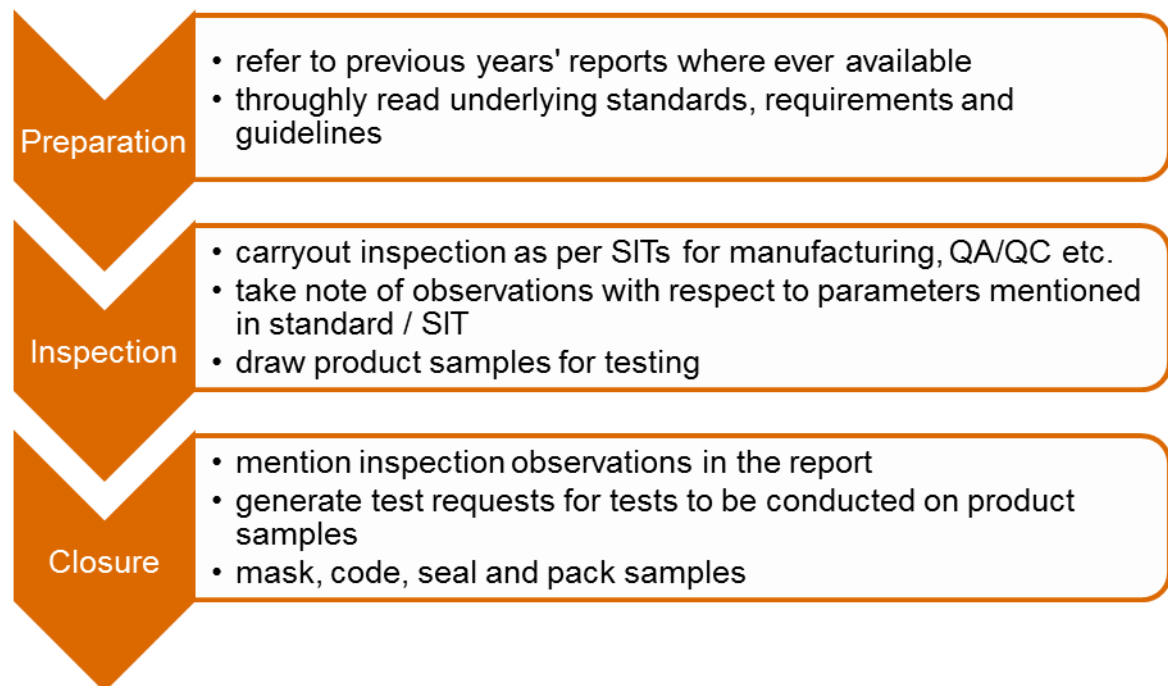 Preparation
• refer to previous years' reports where ever available
• throughly read underlying standards, requirements and
guidelines
Inspection
• carryout inspection as per SITs for manufacturing, QA/QC etc.
• take note of observations with respect to parameters mentioned
in standard / SIT
• draw product samples for testing
Closure
• mention inspection observations in the report
• generate test requests for tests to be conducted on product
samples
• mask, code, seal and pack samples